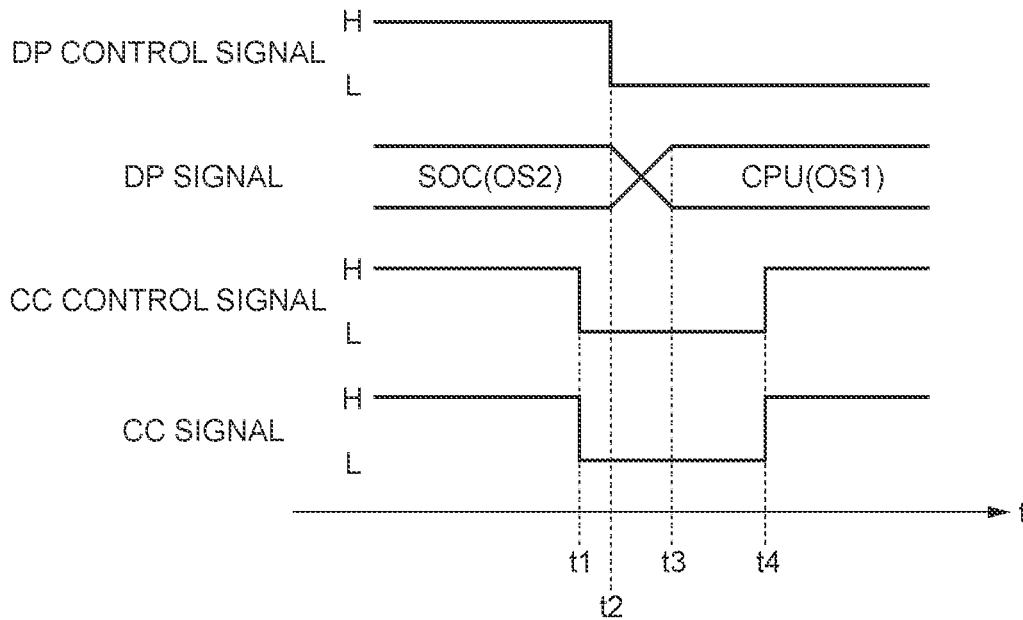 H
DP CONTROL SIGNAL
L
DP SIGNAL SOC(OS2) CPU(OS1)
H
CC CONTROL SIGNAL
L
H
CC SIGNAL
L
t
t1 t3 t4
t2